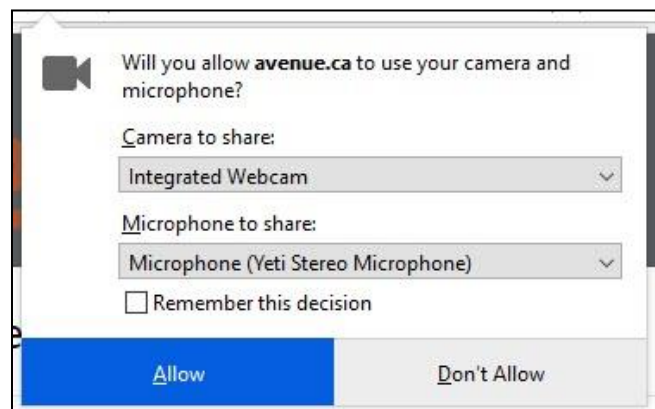 Will you allow avenue.ca to use your camera and
microphone?
Camera to share:
Integrated Webcam
Microphone to share:
Microphone (Yeti Stereo Microphone)
Remember this decision
Allow
Don't Allow